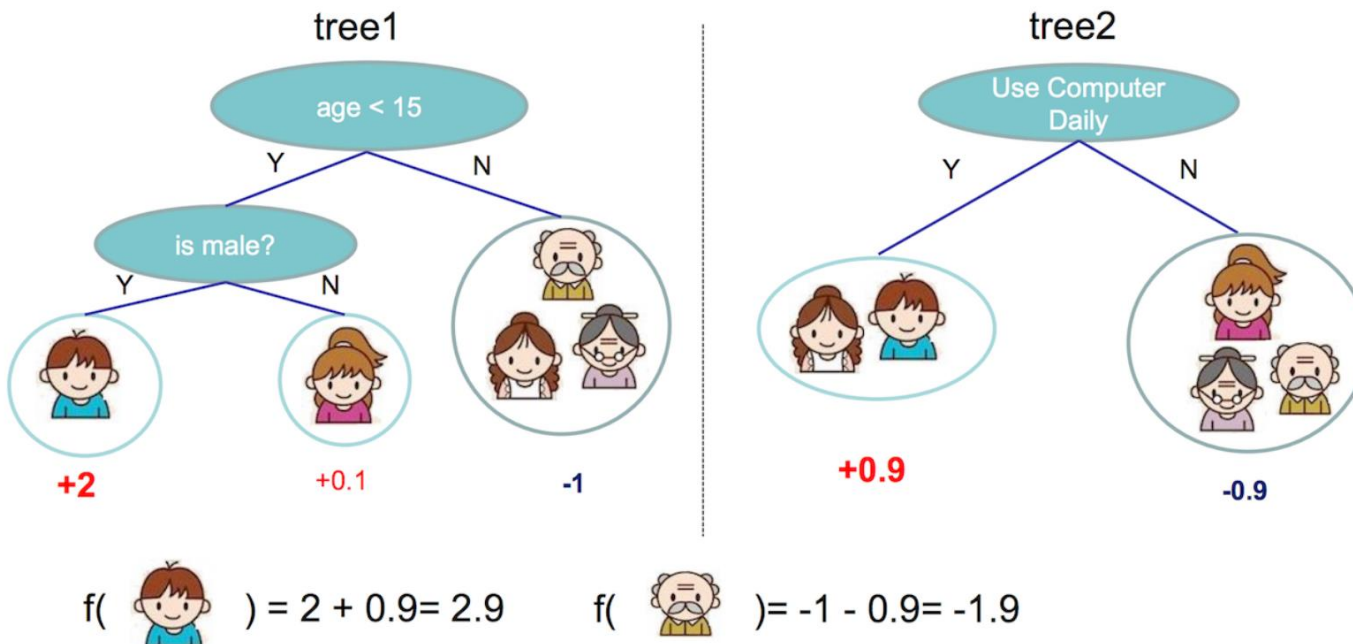 tree1
age < 15
Y
N
is male?
Y
N
+2
+0.1
-1
tree2
Use Computer
Daily
Y
N
+0.9
-0.9
f( ) = 2 + 0.9= 2.9
f( )= -1 - 0.9= -1.9